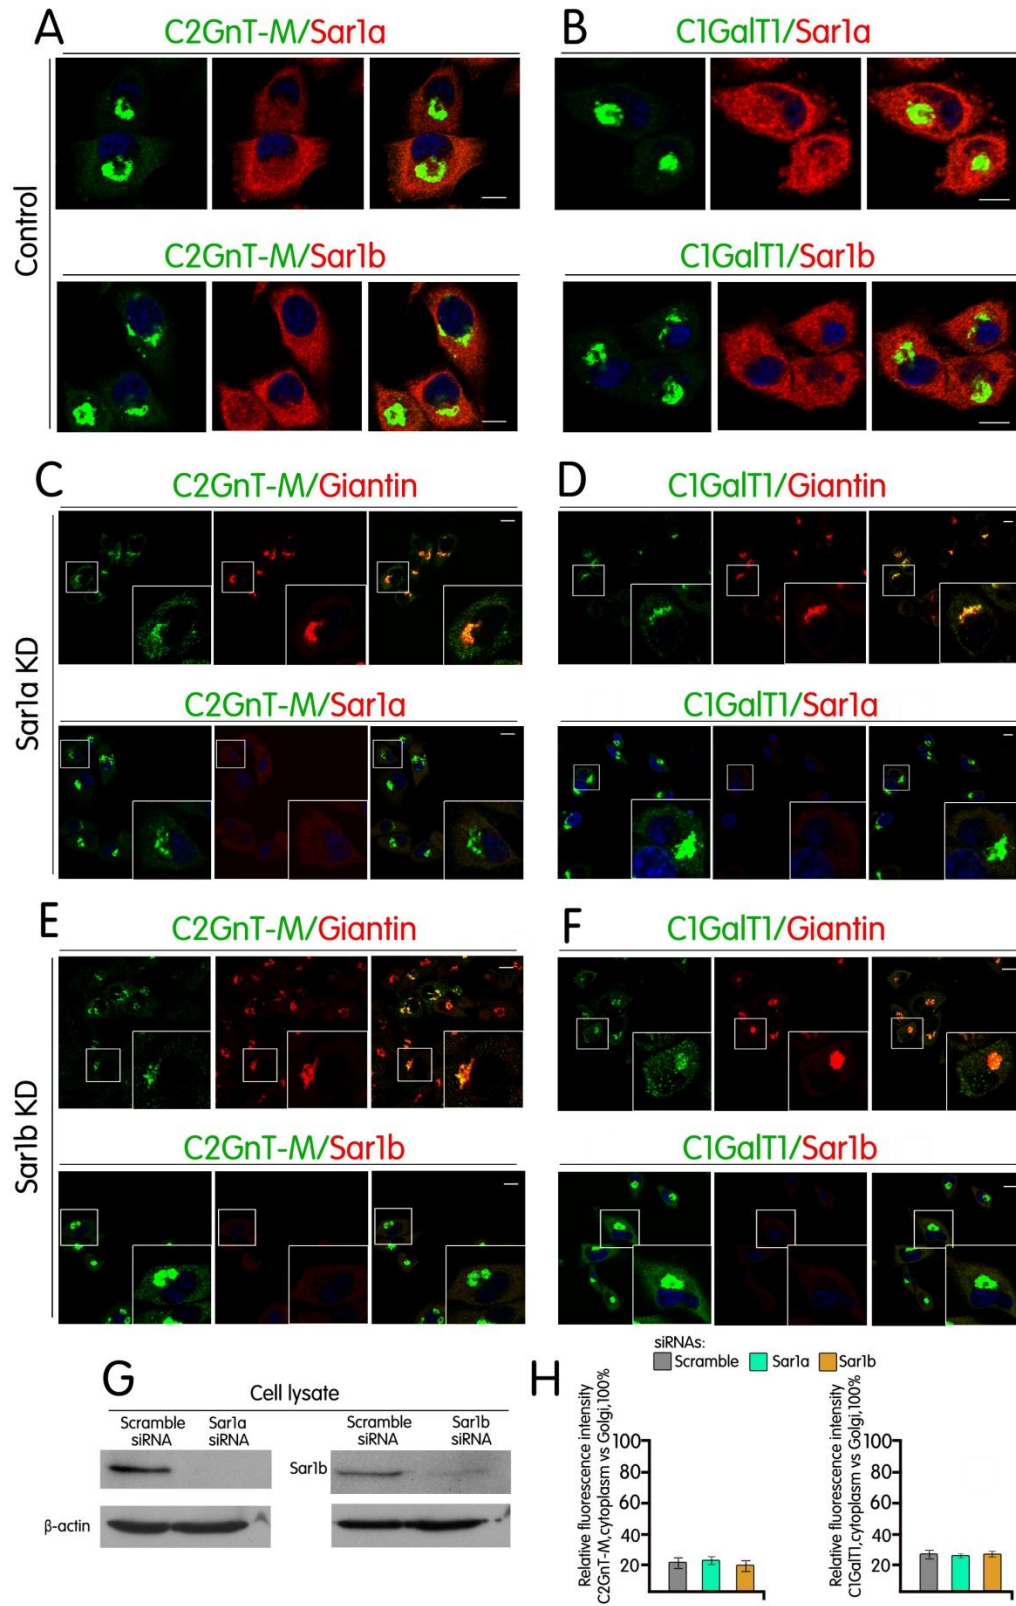 A
C2GnT-M/Sar1a
B
C1GalT1/Sar1a
Control
C2GnT-M/Sar1b
C1GalT1/Sar1b
C
C2GnT-M/Giantin
D
C1GalT1/Giantin
Sar1a KD
C2GnT-M/Sar1a
C1GalT1/Sar1a
E
C2GnT-M/Giantin
F
C1GalT1/Giantin
Sar1b KD
C2GnT-M/Sar1b
C1GalT1/Sar1b
G
Cell lysate
Scramble siRNA
Sar1a siRNA
Scramble siRNA
Sar1b siRNA
Sar1b
β-actin
H
siRNAs:
Scramble
Sar1a
Sar1b
Relative fluorescence intensity
C2GnT-M,cytoplasm vs Golgi,100%
100
80
60
40
20
Relative fluorescence intensity
C1GalT1,cytoplasm vs Golgi,100%
100
80
60
40
20